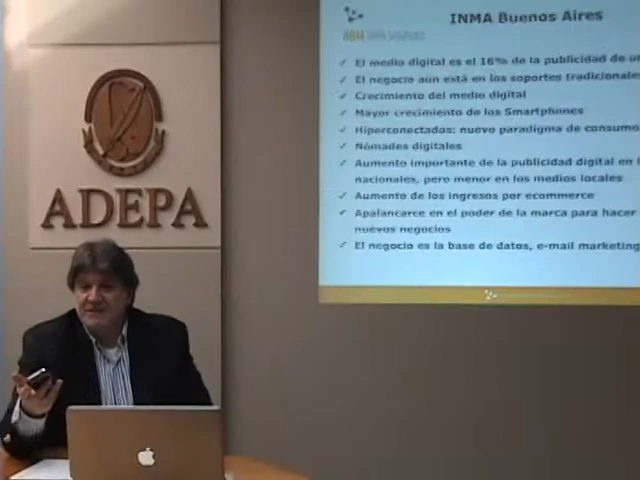 INMA Buenos Aires
ABM
ADEPA
✓ El medio digital es el 16% de la publicidad de
✓ El negocio aún está en los soportes tradicionale
✓ Crecimiento del medio digital
✓ Mayor crecimiento de los Smartphones
✓ Hiperconectados: nuevo paradigma de consumo
✓ Nómades digitales
✓ Aumento importante de la publicidad digital en
nacionales, pero menor en los medios locales
✓ Aumento de los ingresos por ecommerce
✓ Apalancarce en el poder de la marca para hacer
nuevos negocios
✓ El negocio es la base de datos, e-mail marketing